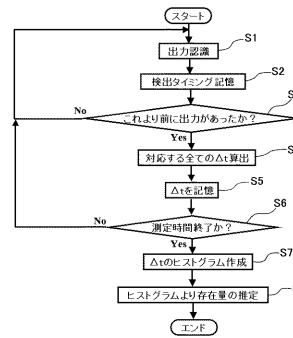 スタート
出力認識
S1
検出タイミング記憶
S2
これより前に出力があったか？
S
No
Yes
対応する全てのΔt算出
S
Δtを記憶
S5
測定時間終了か？
S6
No
Yes
Δtのヒストグラム作成
S7
ヒストグラムより存在量の推定
エンド